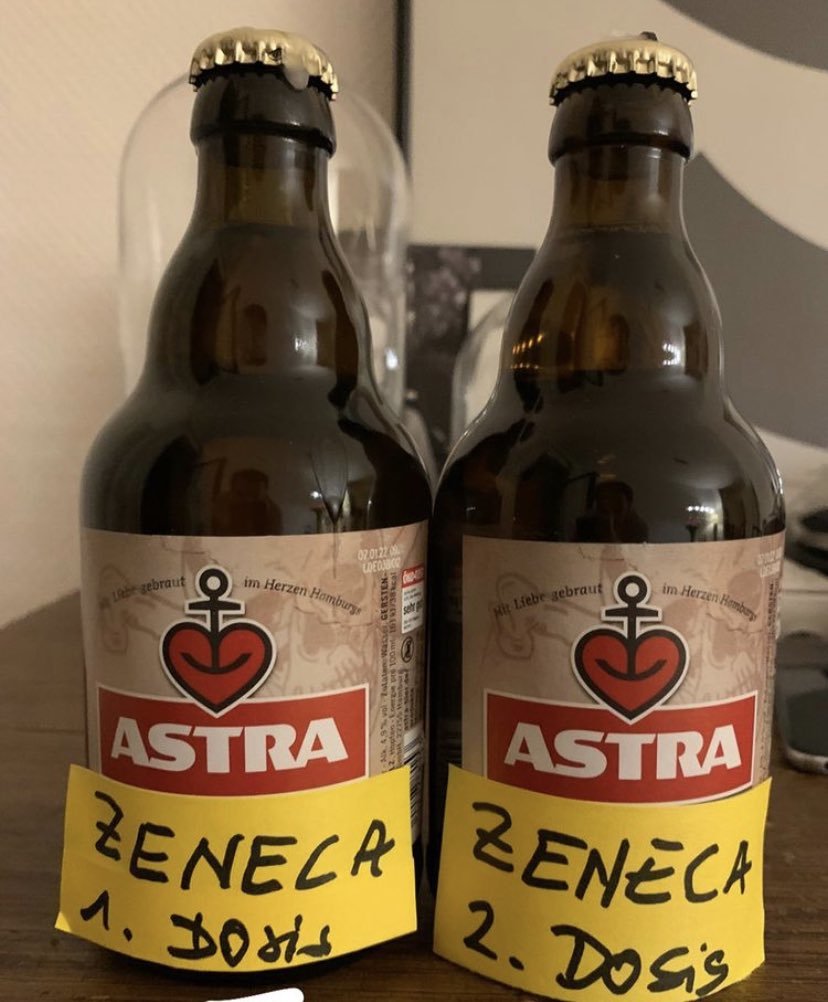 Mit Liebe gebraut im Herzen Hamburgs
ASTRA
ZENECA
1. Dosis
Mit Liebe gebraut im Herzen Hamburgs
ASTRA
ZENECA
2. Dosis